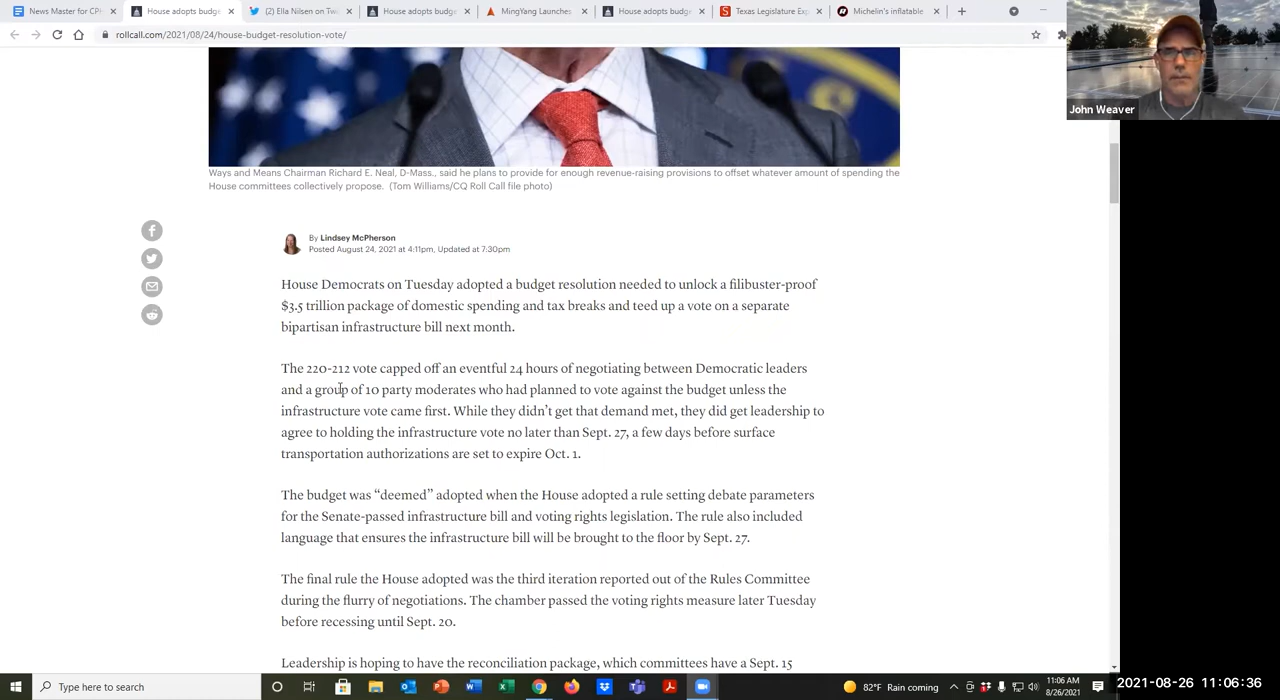 News Master for CPH
House adopts budge
(2) Ella Nilsen on Tw
House adopts budge
MingYang Launches
House adopts budge
Texas Legislature Exp
Michelin's inflatable
rollcall.com/2021/08/24/house-budget-resolution-vote/
John Weaver
Ways and Means Chairman Richard E. Neal, D-Mass., said he plans to provide for enough revenue-raising provisions to offset whatever amount of spending the
House committees collectively propose. (Tom Williams/CQ Roll Call file photo)
By Lindsey McPherson
Posted August 24, 2021 at 4:11pm, Updated at 7:30pm
House Democrats on Tuesday adopted a budget resolution needed to unlock a filibuster-proof
$3.5 trillion package of domestic spending and tax breaks and teed up a vote on a separate
bipartisan infrastructure bill next month.
The 220-212 vote capped off an eventful 24 hours of negotiating between Democratic leaders
and a group of 10 party moderates who had planned to vote against the budget unless the
infrastructure vote came first. While they didn't get that demand met, they did get leadership to
agree to holding the infrastructure vote no later than Sept. 27, a few days before surface
transportation authorizations are set to expire Oct. 1.
The budget was “deemed” adopted when the House adopted a rule setting debate parameters
for the Senate-passed infrastructure bill and voting rights legislation. The rule also included
language that ensures the infrastructure bill will be brought to the floor by Sept. 27.
The final rule the House adopted was the third iteration reported out of the Rules Committee
during the flurry of negotiations. The chamber passed the voting rights measure later Tuesday
before recessing until Sept. 20.
Leadership is hoping to have the reconciliation package, which committees have a Sept. 15
Type here to search
82°F Rain coming
11:06 AM
8/26/2021
2021-08-26 11:06:36